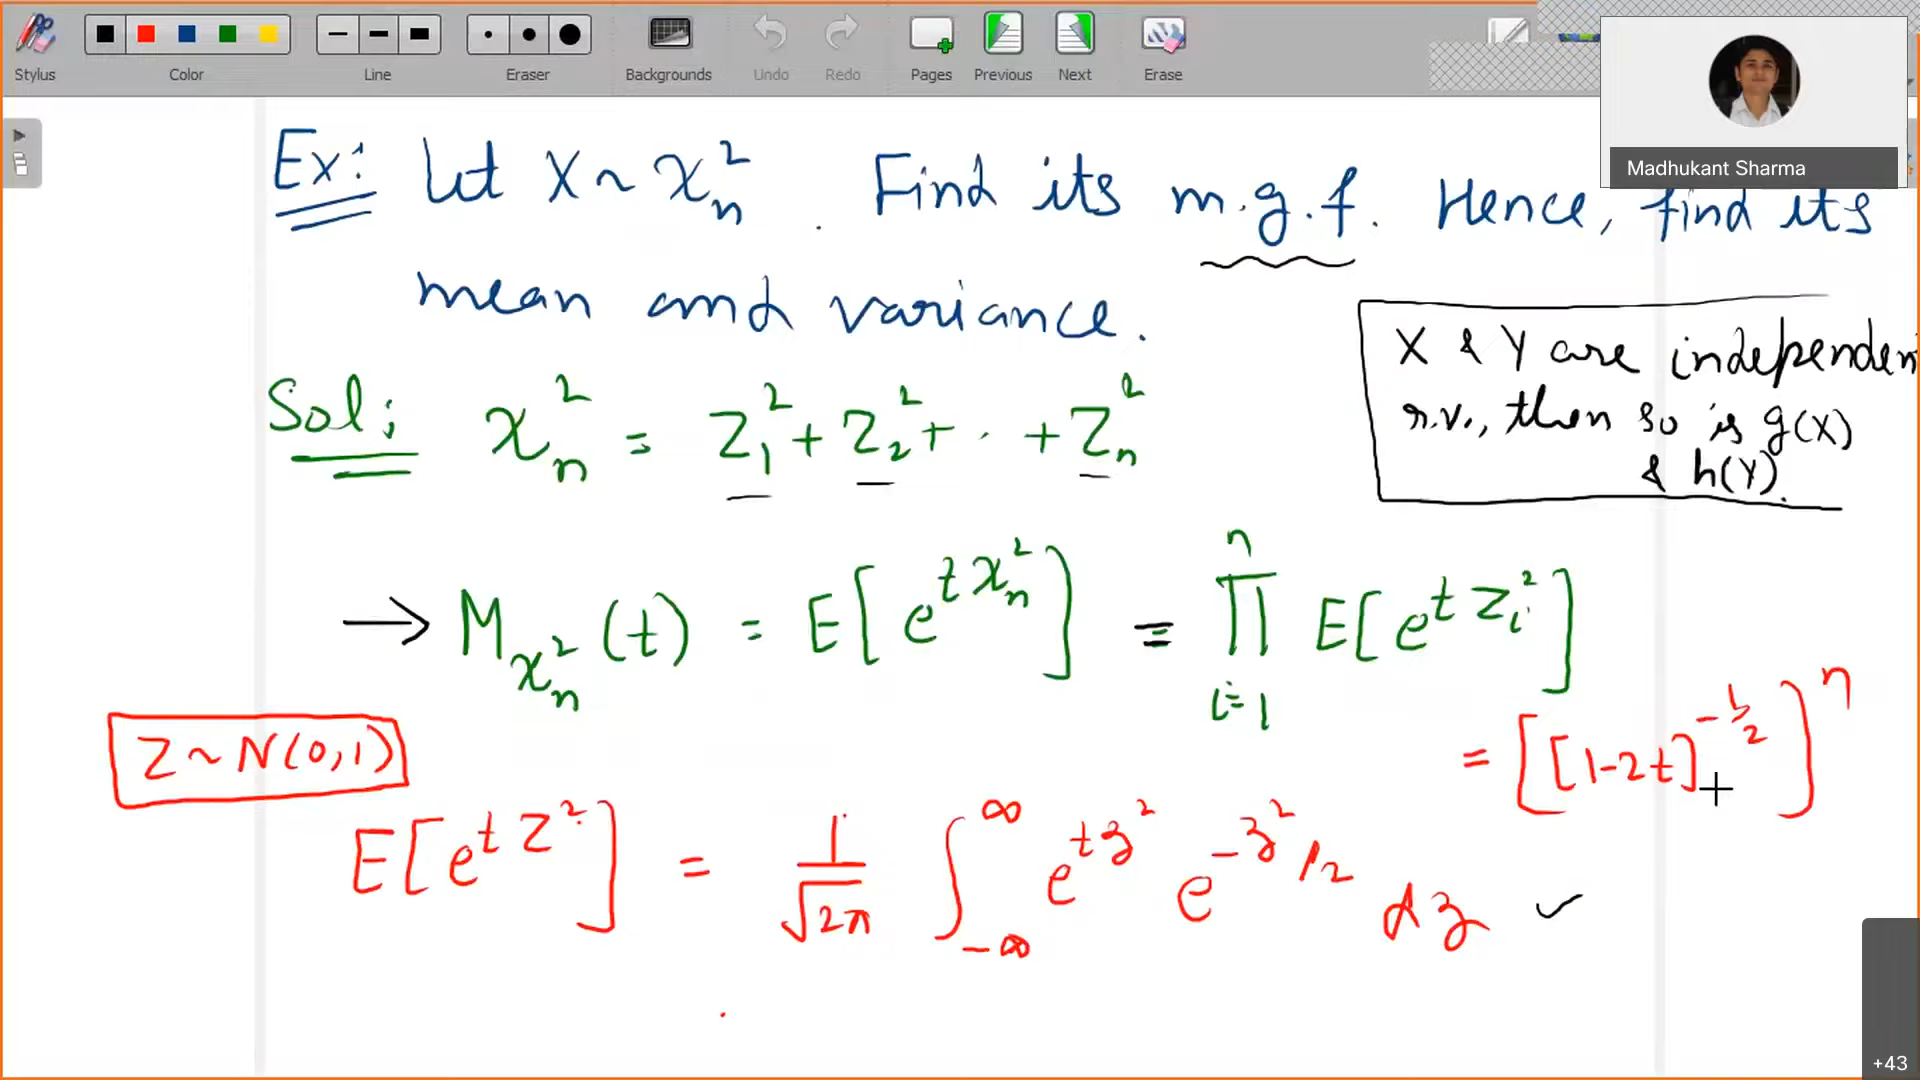 Stylus Color Line Eraser Backgrounds Undo Redo Pages Previous Next Erase
Madhukant Sharma
Ex: Let X ~ χ²ₙ. Find its m.g.f. Hence, find its
mean and variance.
X & Y are independen
r.v., then so is g(X)
& h(Y).
Sol: χ²ₙ = Z₁² + Z₂² + · + Zₙ²
→ M_{χ²ₙ}(t) = E[e^{tχ²ₙ}] = ∏_{i=1}^{n} E[e^{tZᵢ²}]
= [[1-2t]^{-1/2}]^n
Z ~ N(0,1)
E[e^{tZ²}] = 1/√2π ∫_{-∞}^{∞} e^{tz²} e^{-z²/2} dz ✓
+43